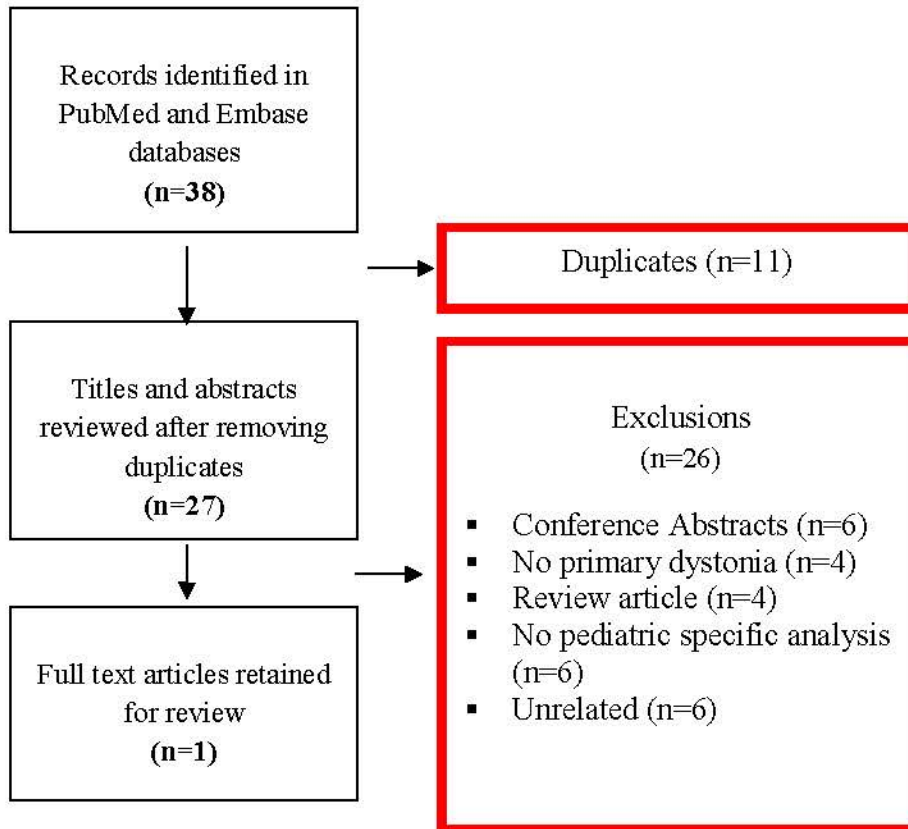 Records identified in
PubMed and Embase
databases
(n=38)
Duplicates (n=11)
Titles and abstracts
reviewed after removing
duplicates
(n=27)
Exclusions
(n=26)
▪ Conference Abstracts (n=6)
▪ No primary dystonia (n=4)
▪ Review article (n=4)
▪ No pediatric specific analysis
(n=6)
▪ Unrelated (n=6)
Full text articles retained
for review
(n=1)